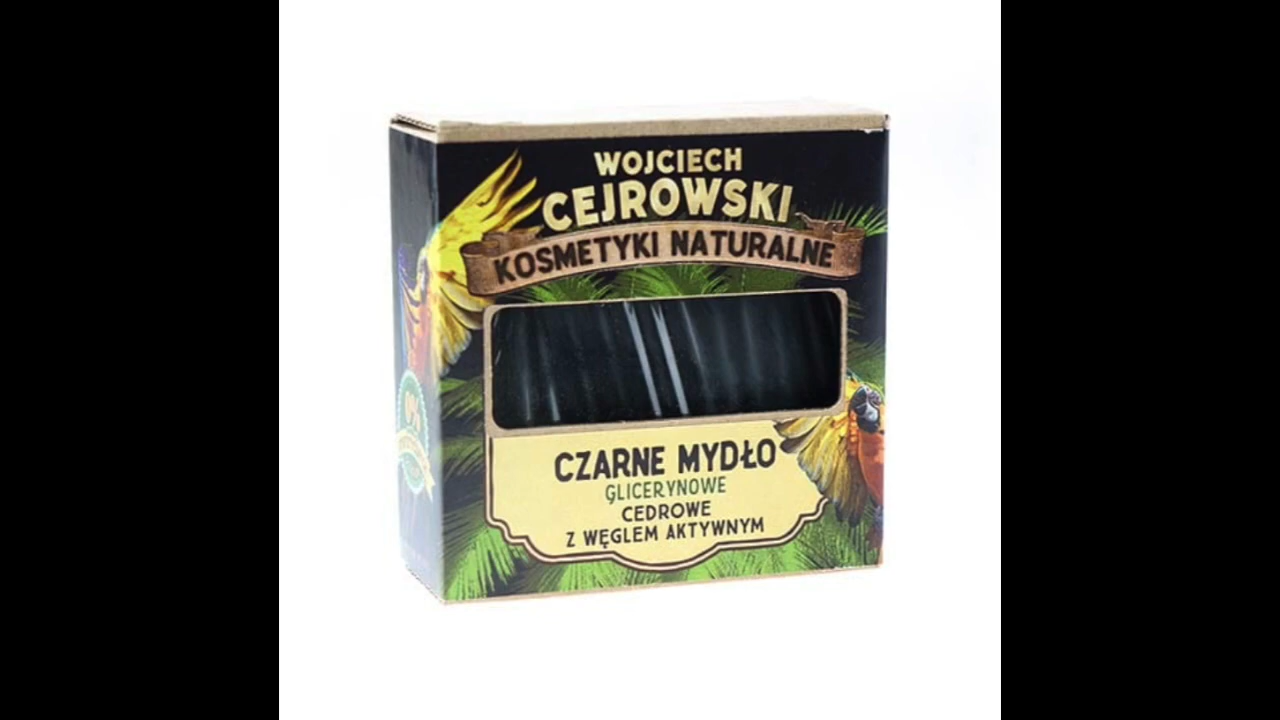 WOJCIECH
CEJROWSKI
KOSMETYKI NATURALNE
CZARNE MYDŁO
GLICERYNOWE
CEDROWE
Z WĘGLEM AKTYWNYM